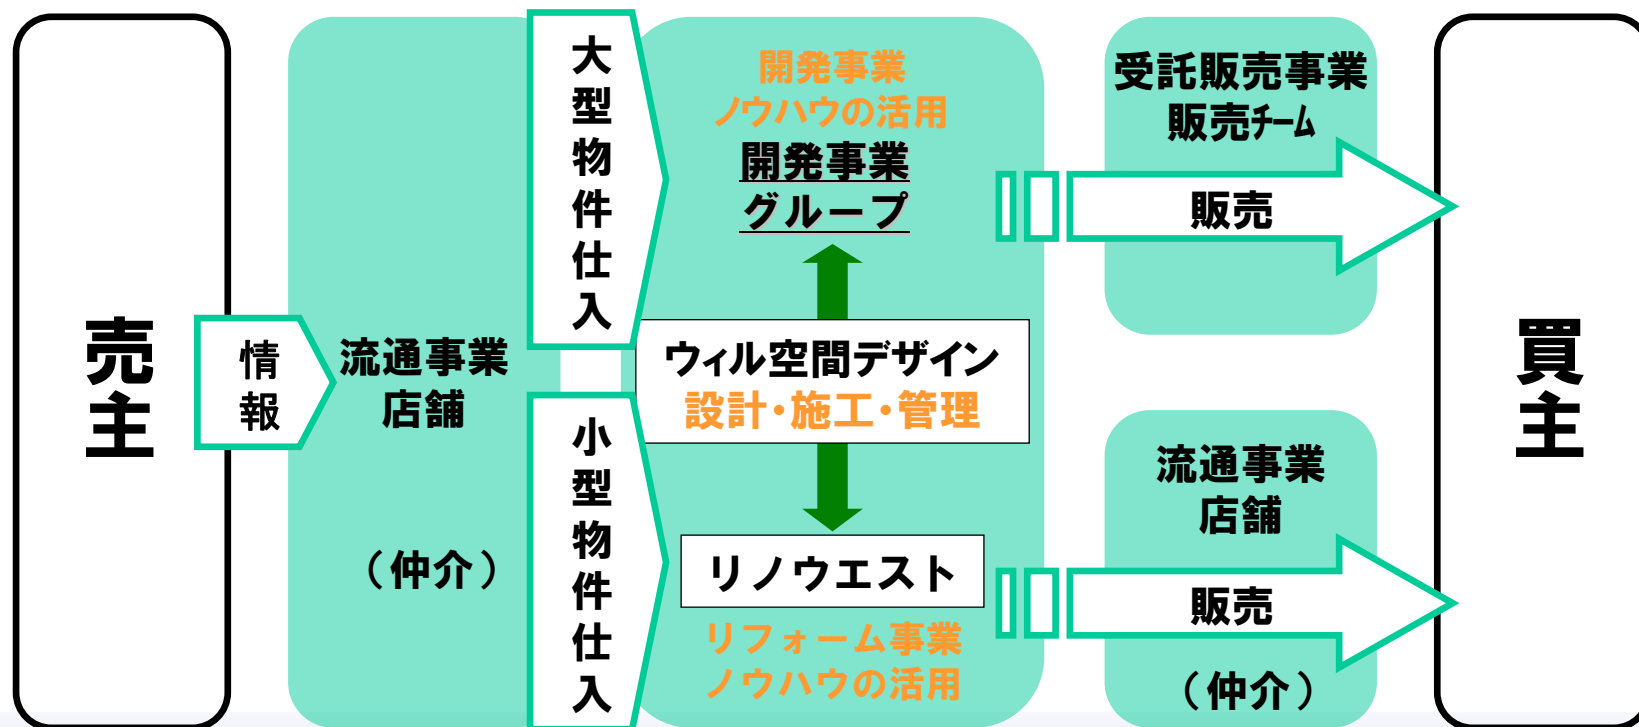 売主
情
報
流通事業
店舗
（仲介）
大型物件仕入
小型物件仕入
開発事業
ノウハウの活用
開発事業
グループ
ウィル空間デザイン
設計・施工・管理
リノウエスト
リフォーム事業
ノウハウの活用
受託販売事業
販売チーム
販売
流通事業
店舗
販売
（仲介）
買主